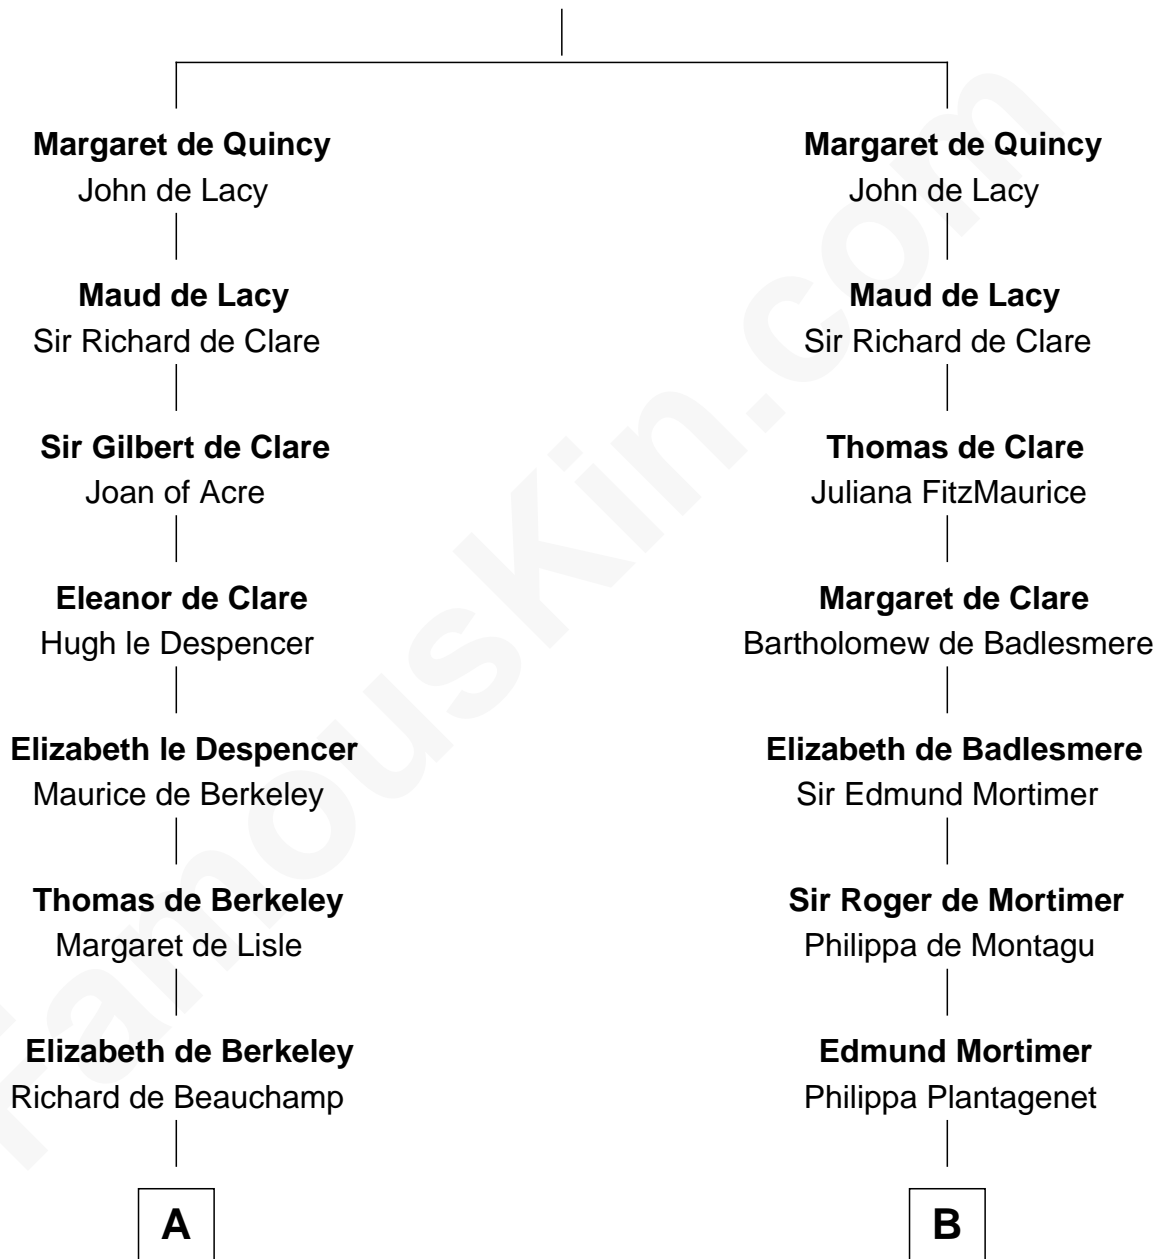 Margaret de Quincy
John de Lacy
Maud de Lacy
Sir Richard de Clare
Sir Gilbert de Clare
Joan of Acre
Eleanor de Clare
Hugh le Despencer
Elizabeth le Despencer
Maurice de Berkeley
Thomas de Berkeley
Margaret de Lisle
Elizabeth de Berkeley
Richard de Beauchamp
A
Margaret de Quincy
John de Lacy
Maud de Lacy
Sir Richard de Clare
Thomas de Clare
Juliana FitzMaurice
Margaret de Clare
Bartholomew de Badlesmere
Elizabeth de Badlesmere
Sir Edmund Mortimer
Sir Roger de Mortimer
Philippa de Montagu
Edmund Mortimer
Philippa Plantagenet
B
FamousKin.com